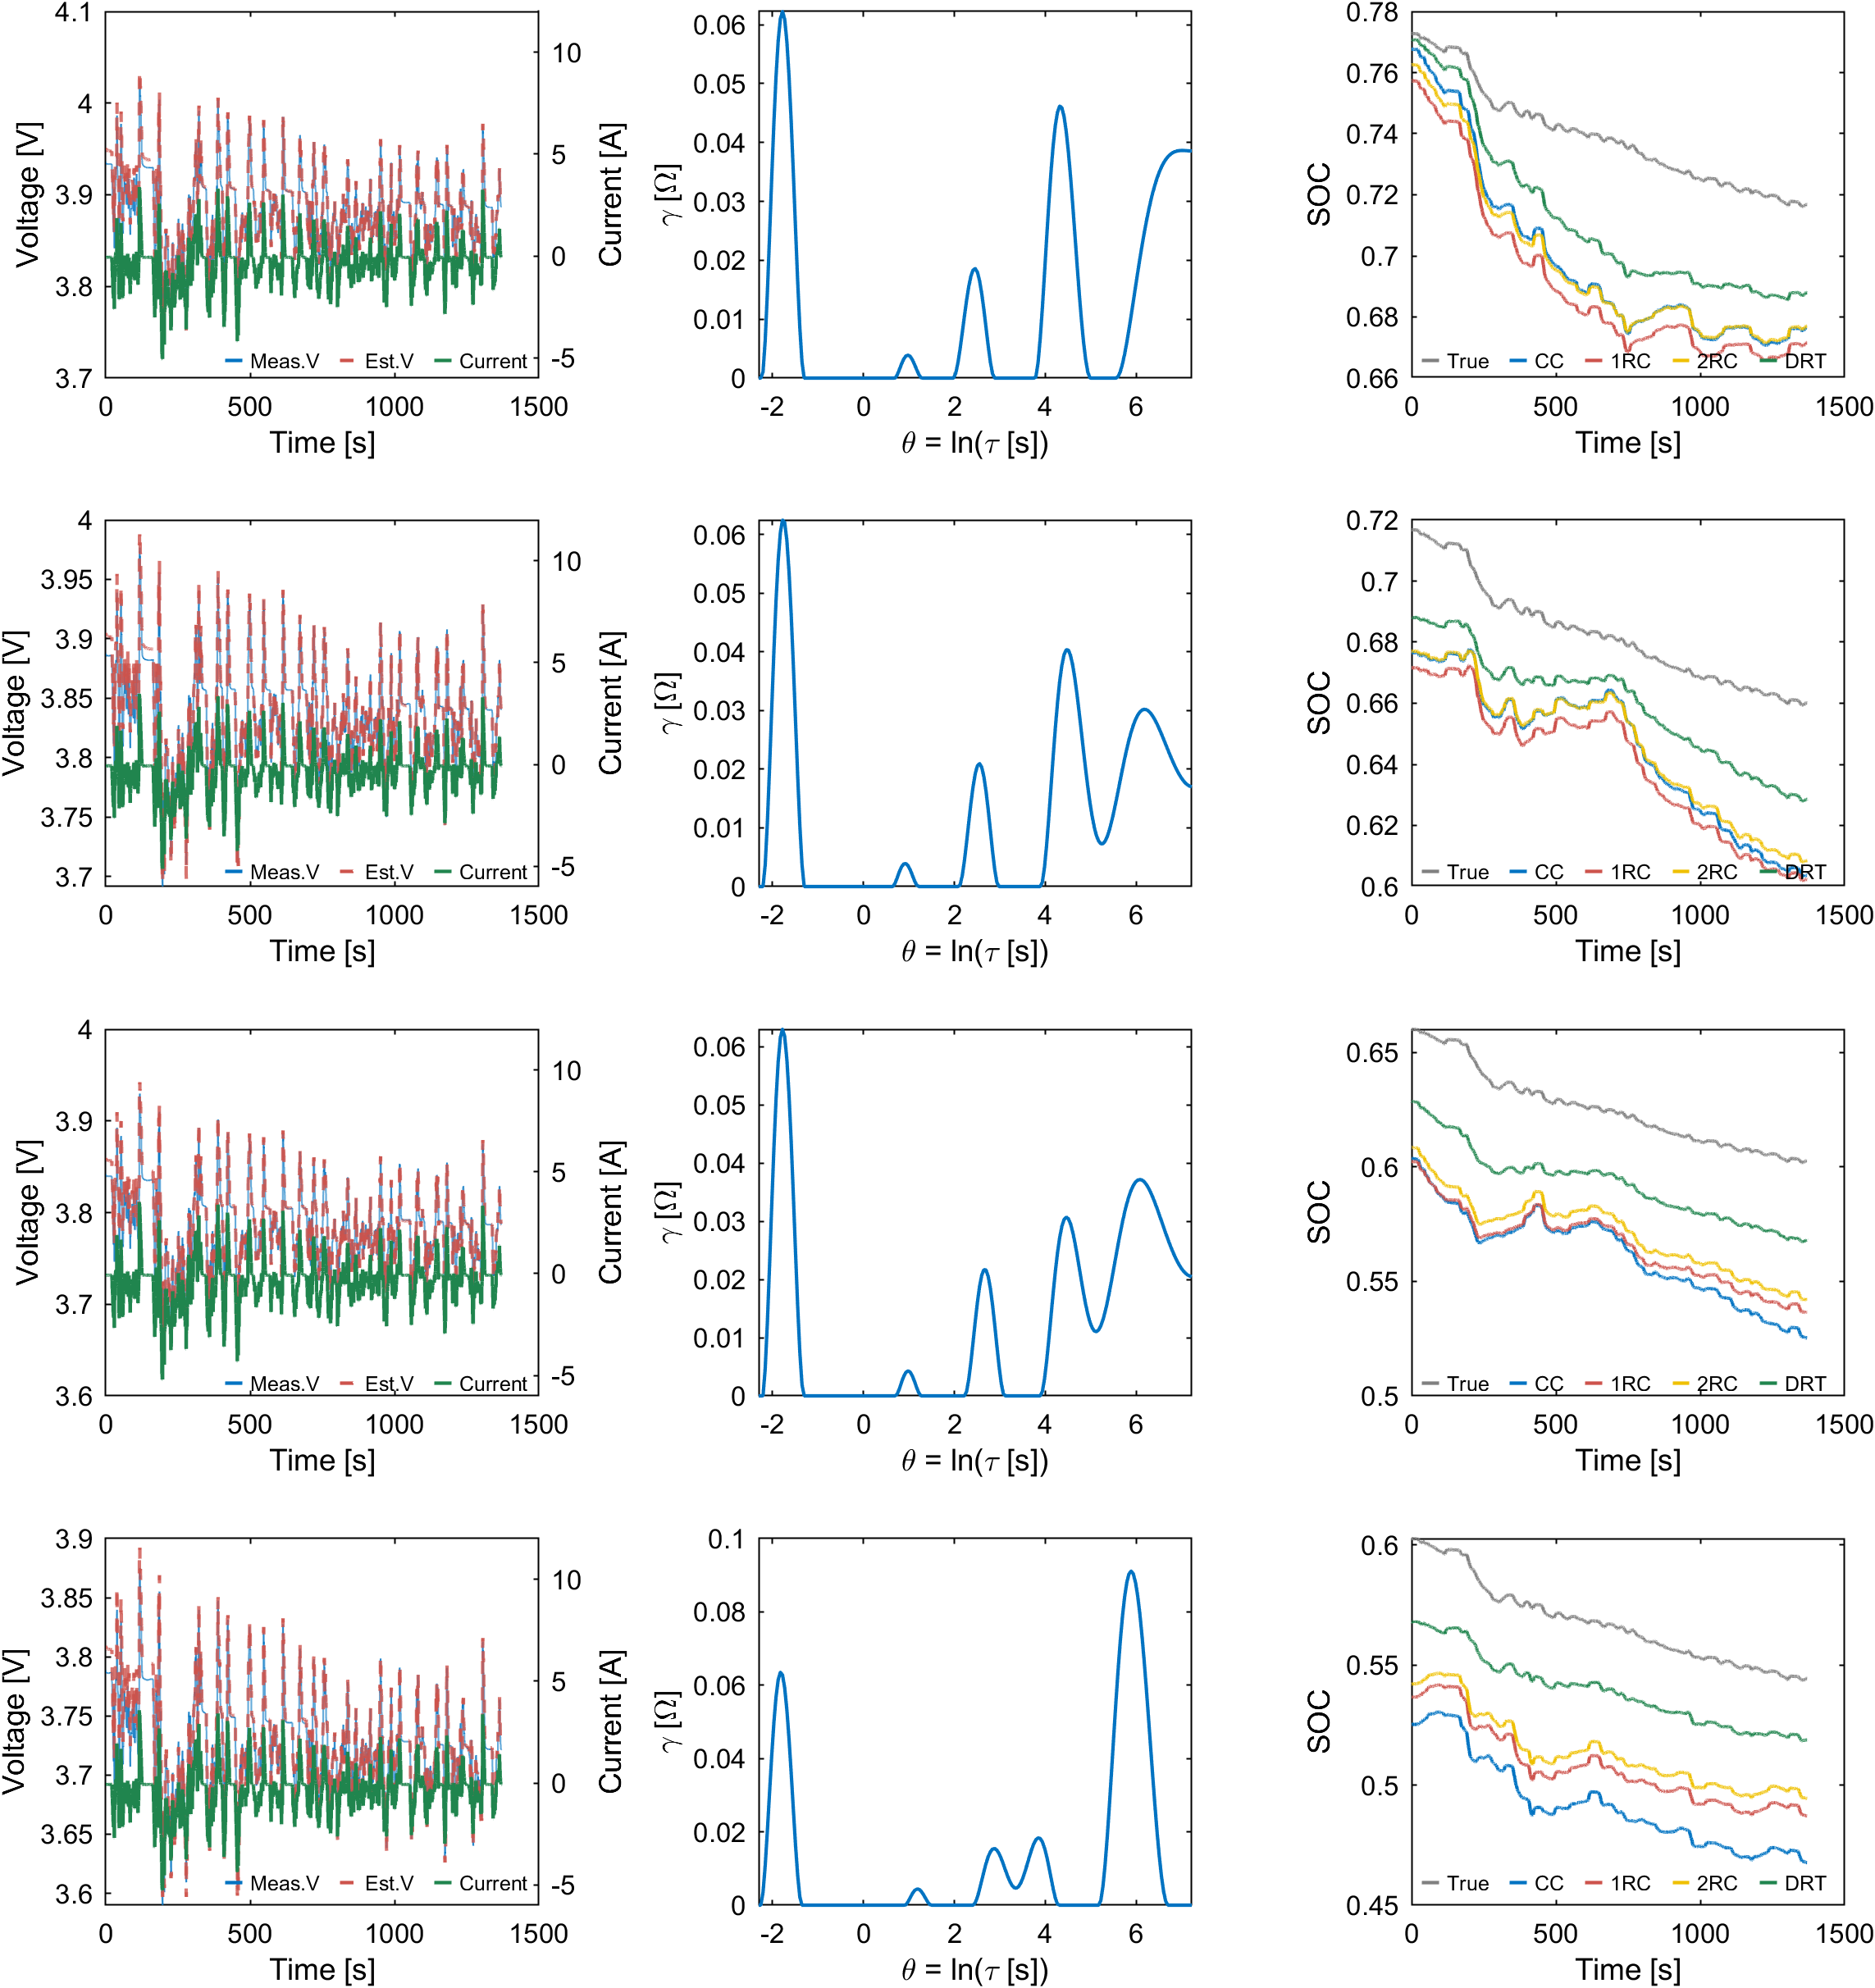 4.1
4
3.9
3.8
3.7
Voltage [V]
10
5
0
-5
Current [A]
Meas.V Est.V Current
0 500 1000 1500
Time [s]
0.06
0.05
0.04
0.03
0.02
0.01
0
γ [Ω]
-2 0 2 4 6
θ = ln(τ [s])
0.78
0.76
0.74
0.72
0.7
0.68
0.66
SOC
True CC 1RC 2RC DRT
0 500 1000 1500
Time [s]
4
3.95
3.9
3.85
3.8
3.75
3.7
Voltage [V]
10
5
0
-5
Current [A]
Meas.V Est.V Current
0 500 1000 1500
Time [s]
0.06
0.05
0.04
0.03
0.02
0.01
0
γ [Ω]
-2 0 2 4 6
θ = ln(τ [s])
0.72
0.7
0.68
0.66
0.64
0.62
0.6
SOC
True CC 1RC 2RC DRT
0 500 1000 1500
Time [s]
4
3.9
3.8
3.7
3.6
Voltage [V]
10
5
0
-5
Current [A]
Meas.V Est.V Current
0 500 1000 1500
Time [s]
0.06
0.05
0.04
0.03
0.02
0.01
0
γ [Ω]
-2 0 2 4 6
θ = ln(τ [s])
0.65
0.6
0.55
0.5
SOC
True CC 1RC 2RC DRT
0 500 1000 1500
Time [s]
3.9
3.85
3.8
3.75
3.7
3.65
3.6
Voltage [V]
10
5
0
-5
Current [A]
Meas.V Est.V Current
0 500 1000 1500
Time [s]
0.1
0.08
0.06
0.04
0.02
0
γ [Ω]
-2 0 2 4 6
θ = ln(τ [s])
0.6
0.55
0.5
0.45
SOC
True CC 1RC 2RC DRT
0 500 1000 1500
Time [s]